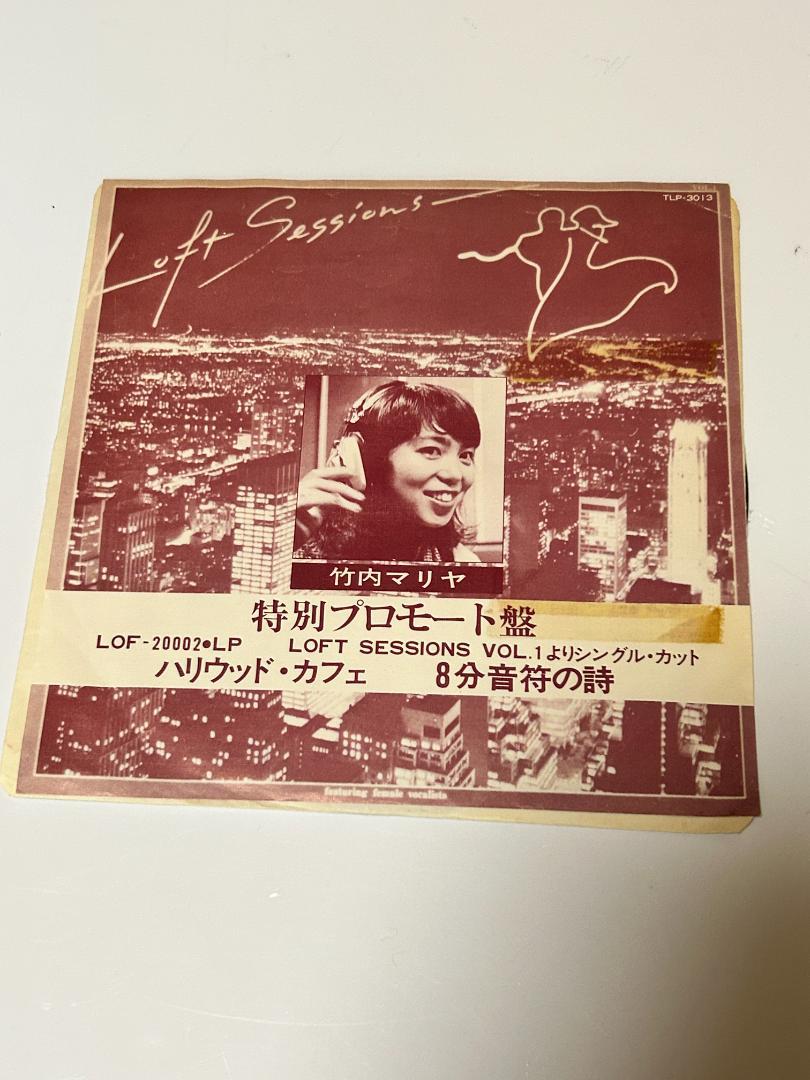 VOL.1
TLP-3013
Loft Sessions
竹内マリヤ
特別プロモート盤
LOF-20002●LP LOFT SESSIONS VOL.1よりシングル・カット
ハリウッド・カフェ 8分音符の詩
featuring female vocalists